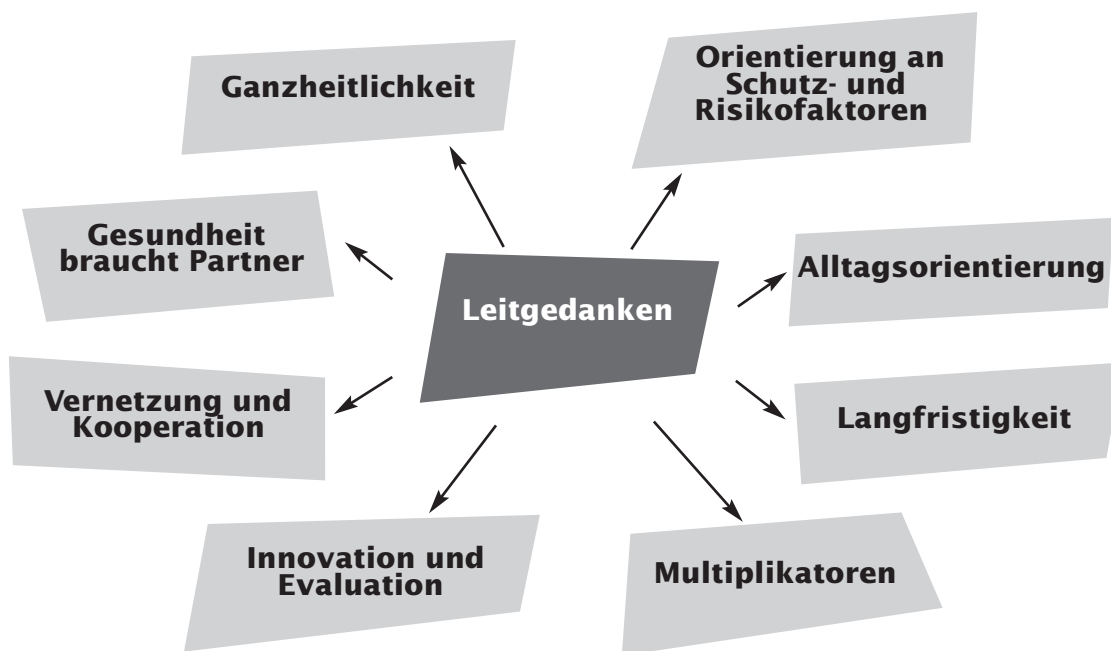 Ganzheitlichkeit
Orientierung an
Schutz- und
Risikofaktoren
Gesundheit
braucht Partner
Alltagsorientierung
Leitgedanken
Vernetzung und
Kooperation
Langfristigkeit
Innovation und
Evaluation
Multiplikatoren